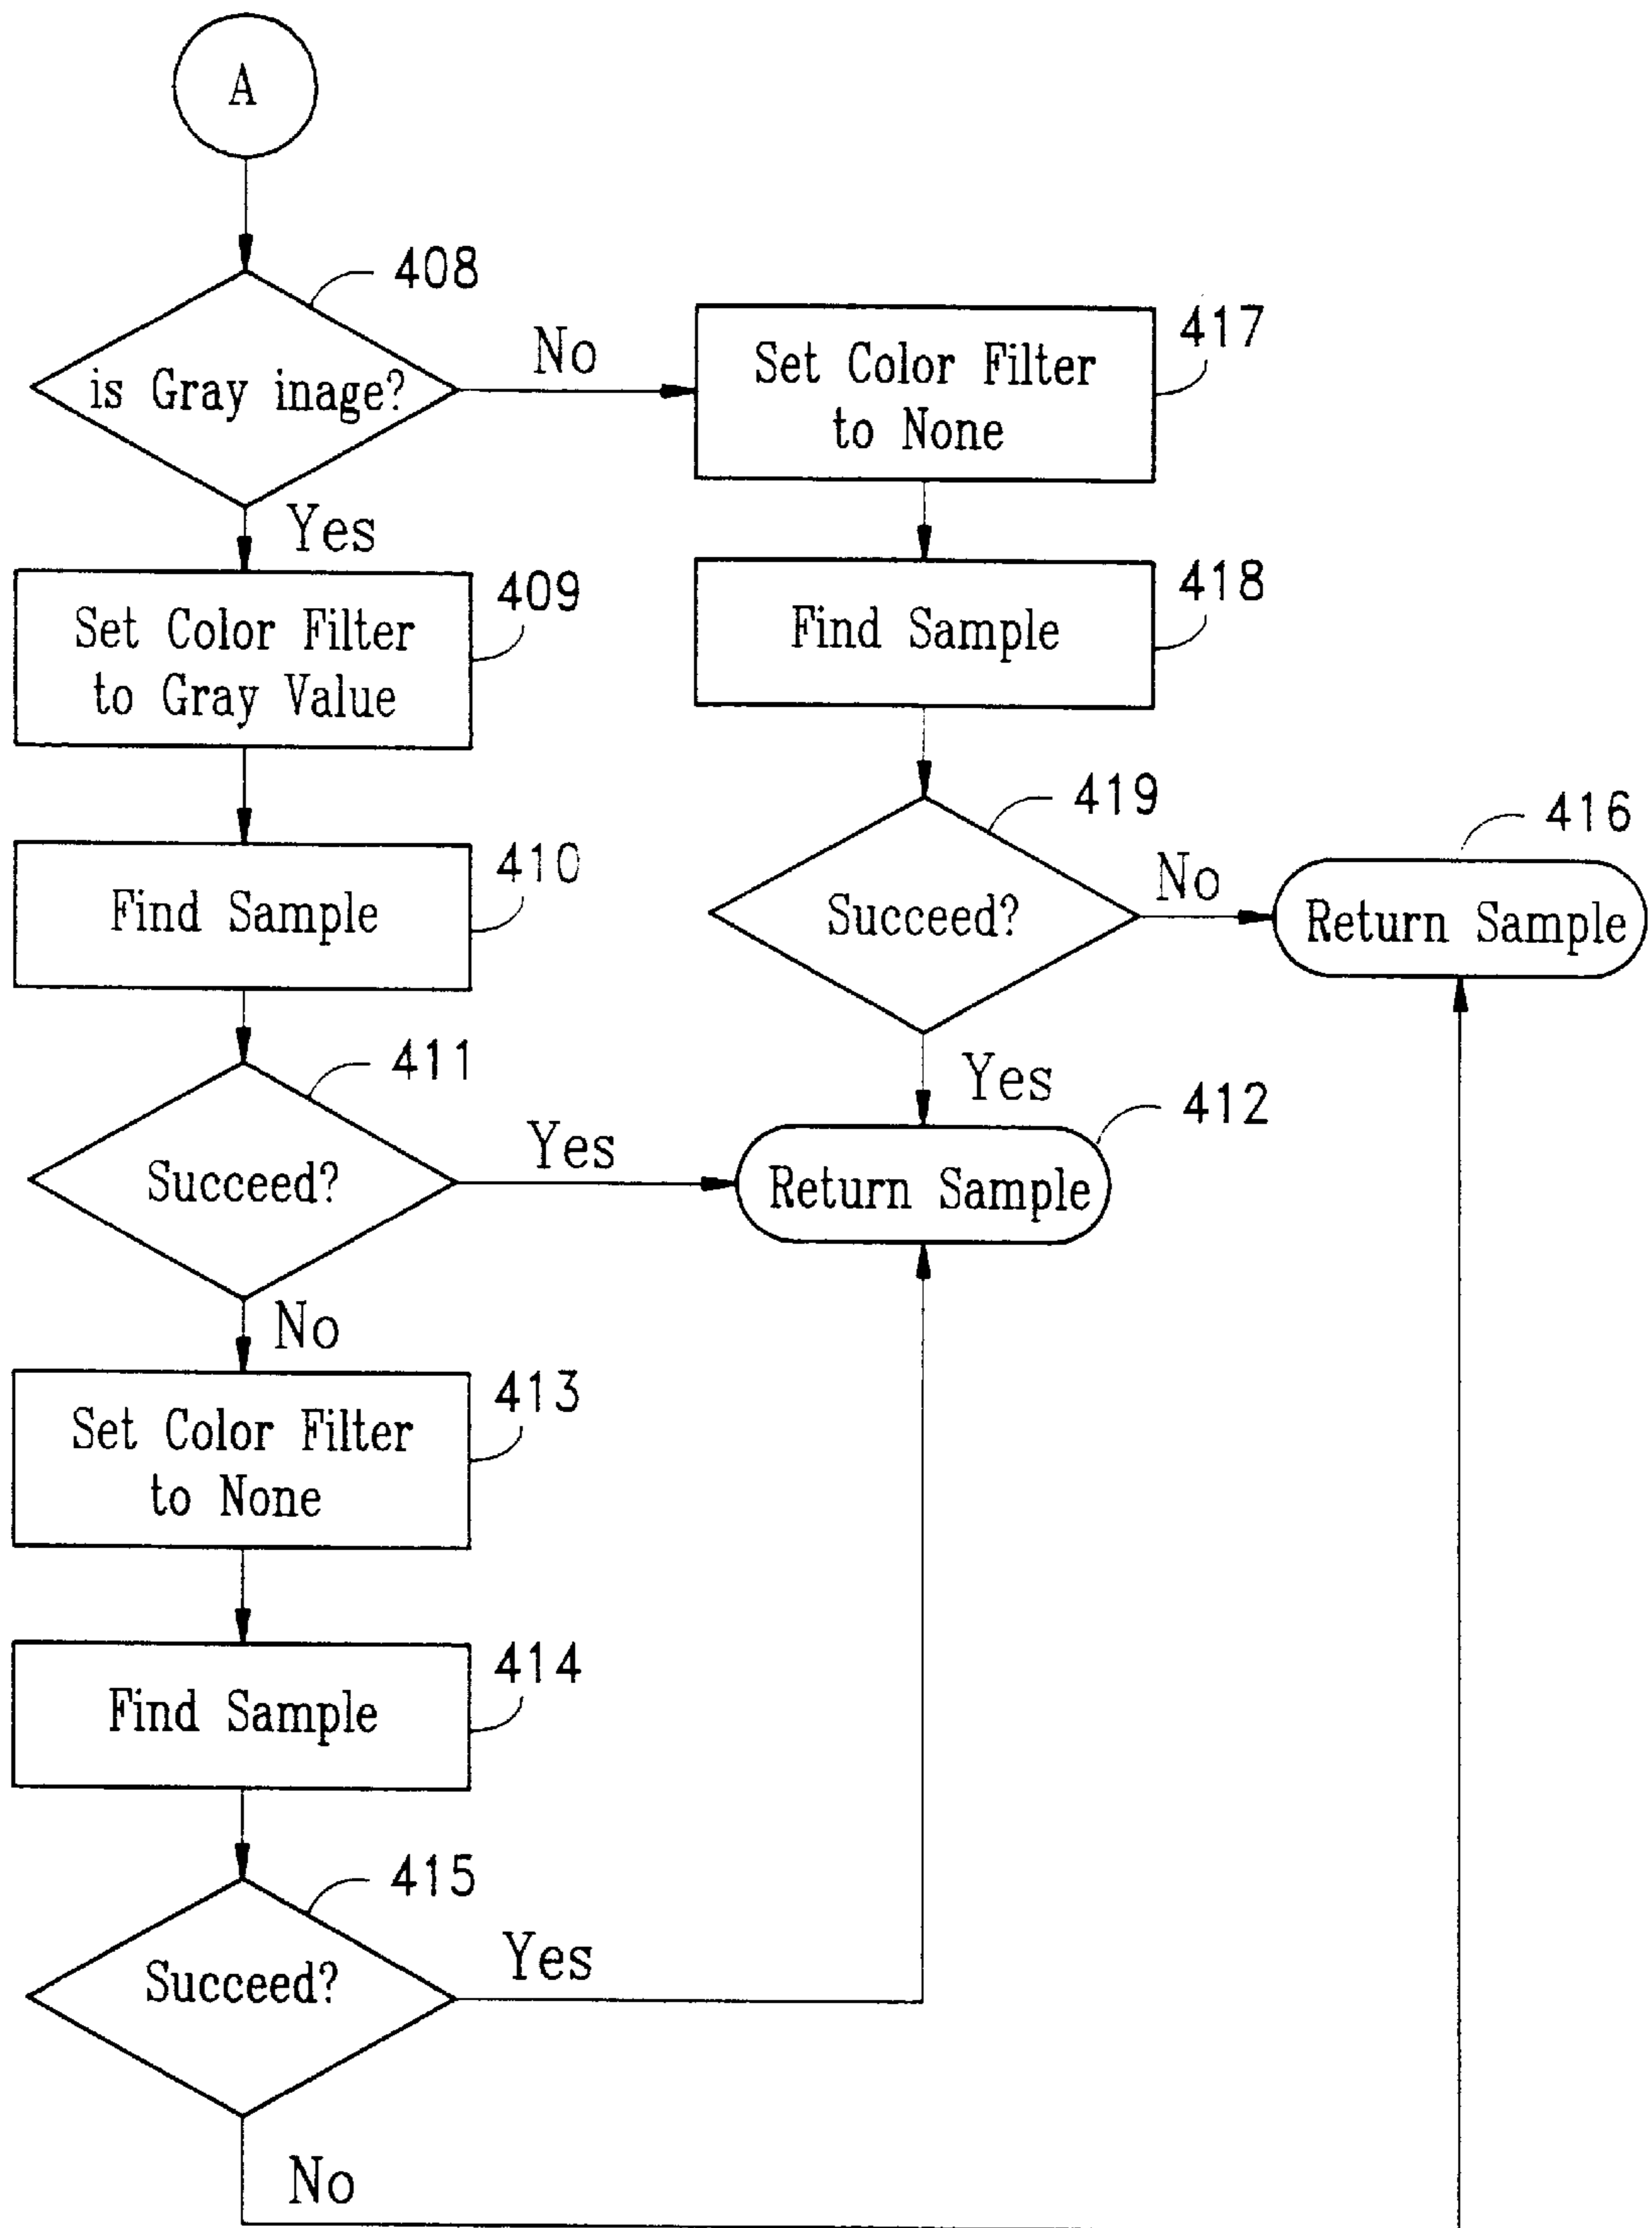 A
408
is Gray inage?
No
417
Set Color Filter
to None
Yes
409
Set Color Filter
to Gray Value
418
Find Sample
410
Find Sample
419
Succeed?
No
416
Return Sample
Yes
411
Succeed?
Yes
412
Return Sample
No
413
Set Color Filter
to None
414
Find Sample
415
Succeed?
Yes
No